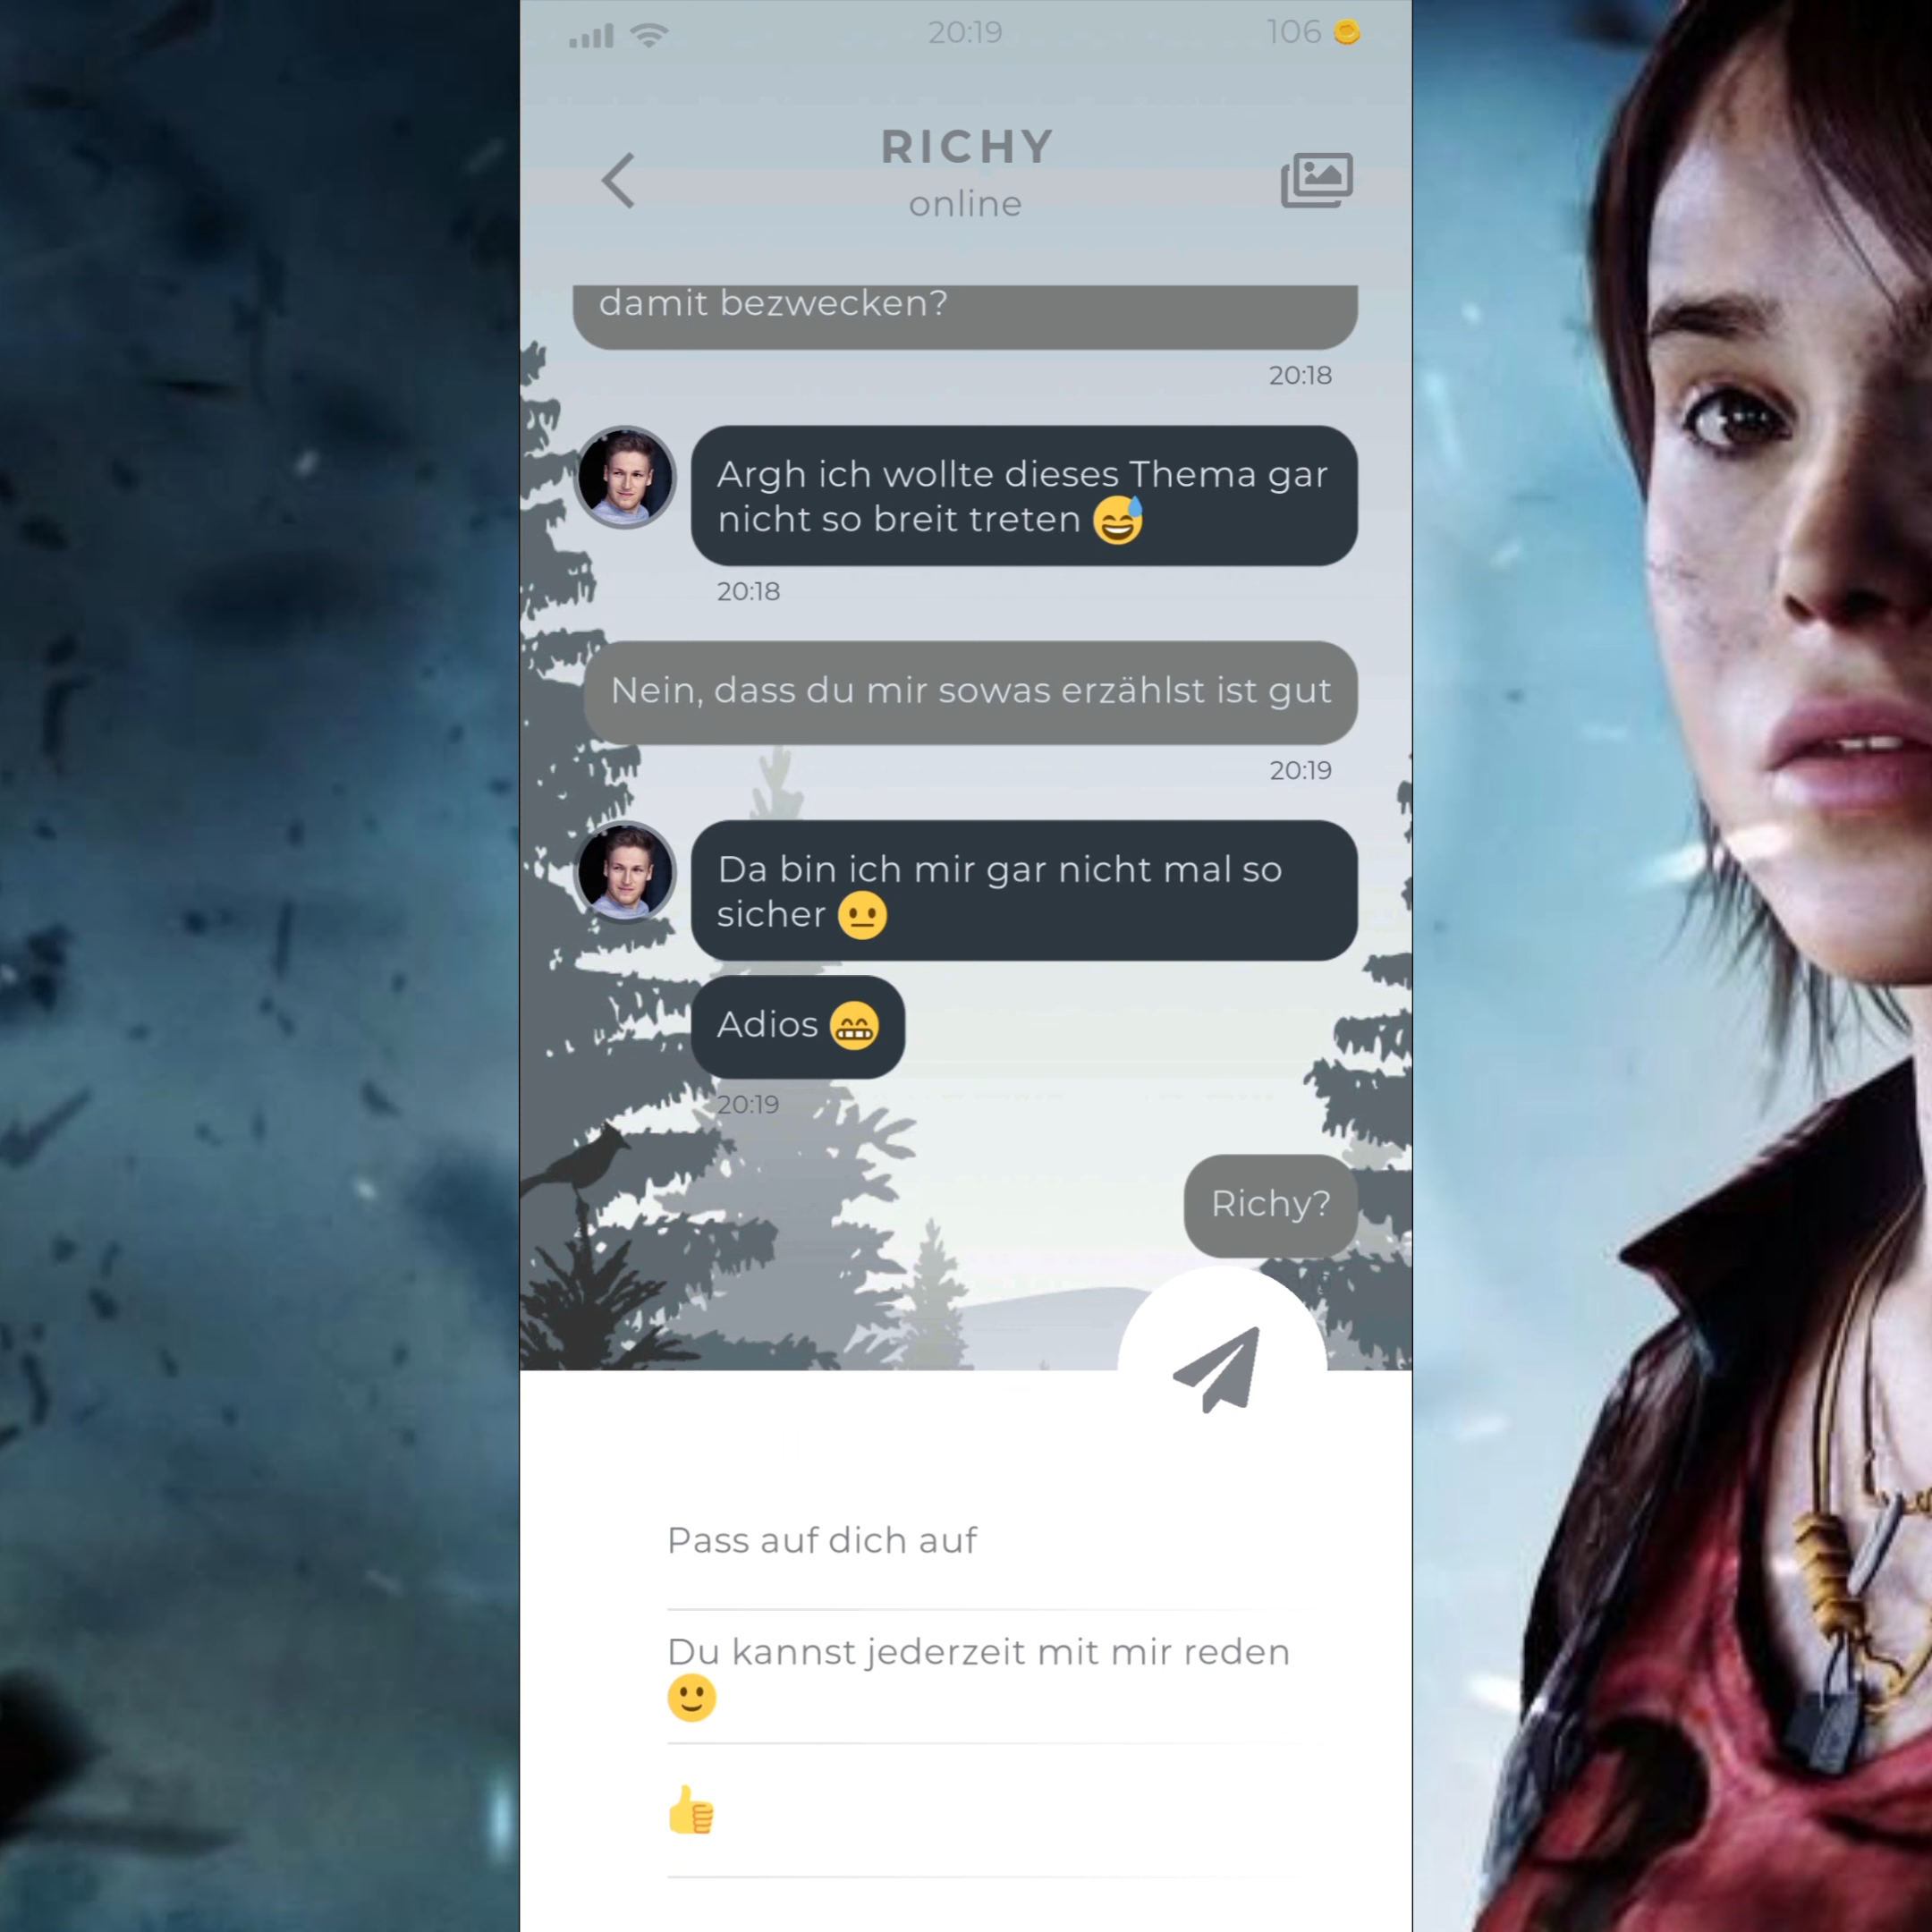 20:19
106
RICHY
online
damit bezwecken?
20:18
Argh ich wollte dieses Thema gar
nicht so breit treten 😅
20:18
Nein, dass du mir sowas erzählst ist gut
20:19
Da bin ich mir gar nicht mal so
sicher 😐
Adios 😁
20:19
Richy?
Pass auf dich auf
Du kannst jederzeit mit mir reden
🙂
👍